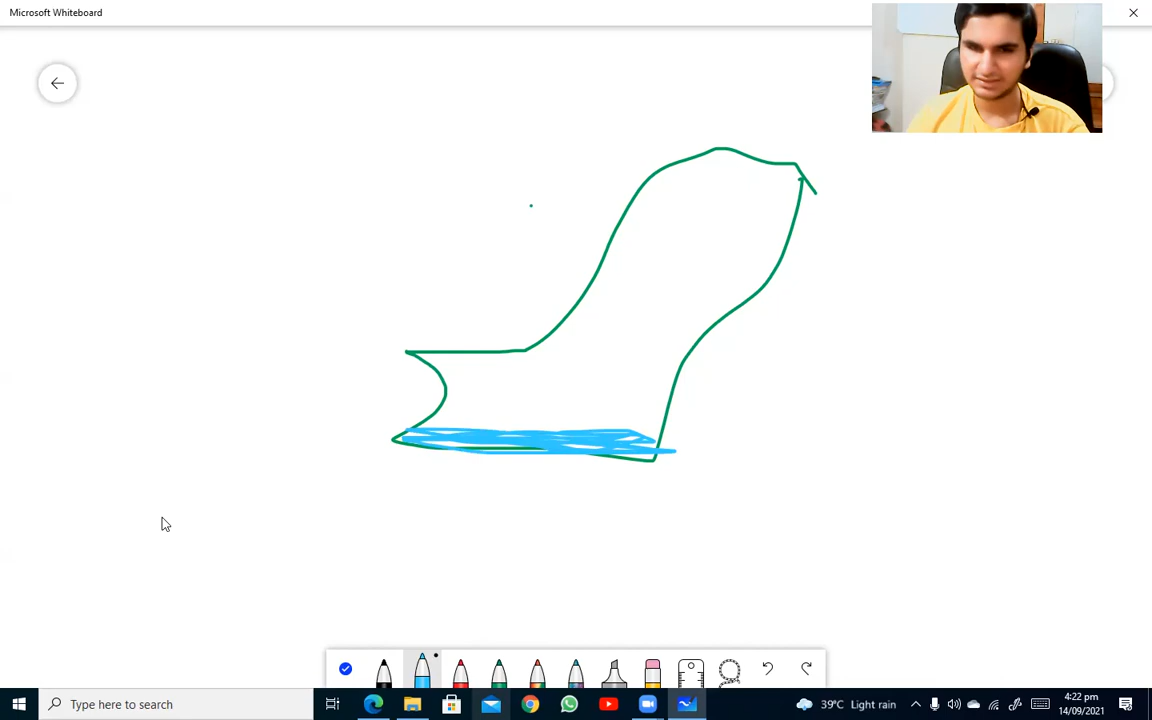 Microsoft Whiteboard
Type here to search
39°C Light rain
4:22 pm
14/09/2021